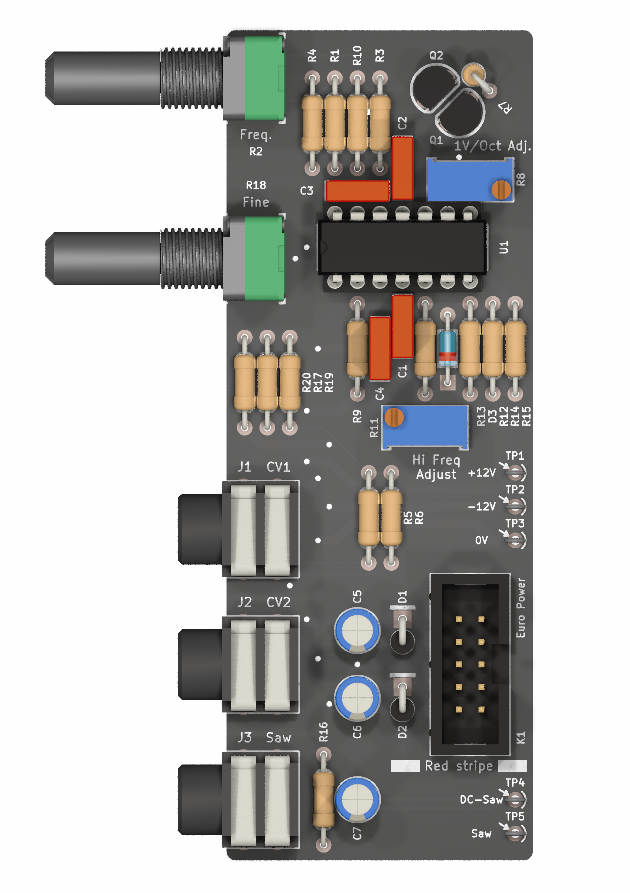 R4 R1 R10 R3
Q2
R7
Freq.
R2
C2
Q1
1V/Oct Adj.
R18
Fine
C3
R8
U1
R20
R17
R19
R9
C4
C1
R11
R13
D3
R12
R14
R15
Hi Freq
Adjust
TP1
+12V
TP2
-12V
TP3
0V
J1 CV1
R5
R6
J2 CV2
C5
D1
Euro Power
C6
D2
K1
J3 Saw
R16
Red stripe
C7
TP4
DC-Saw
TP5
Saw